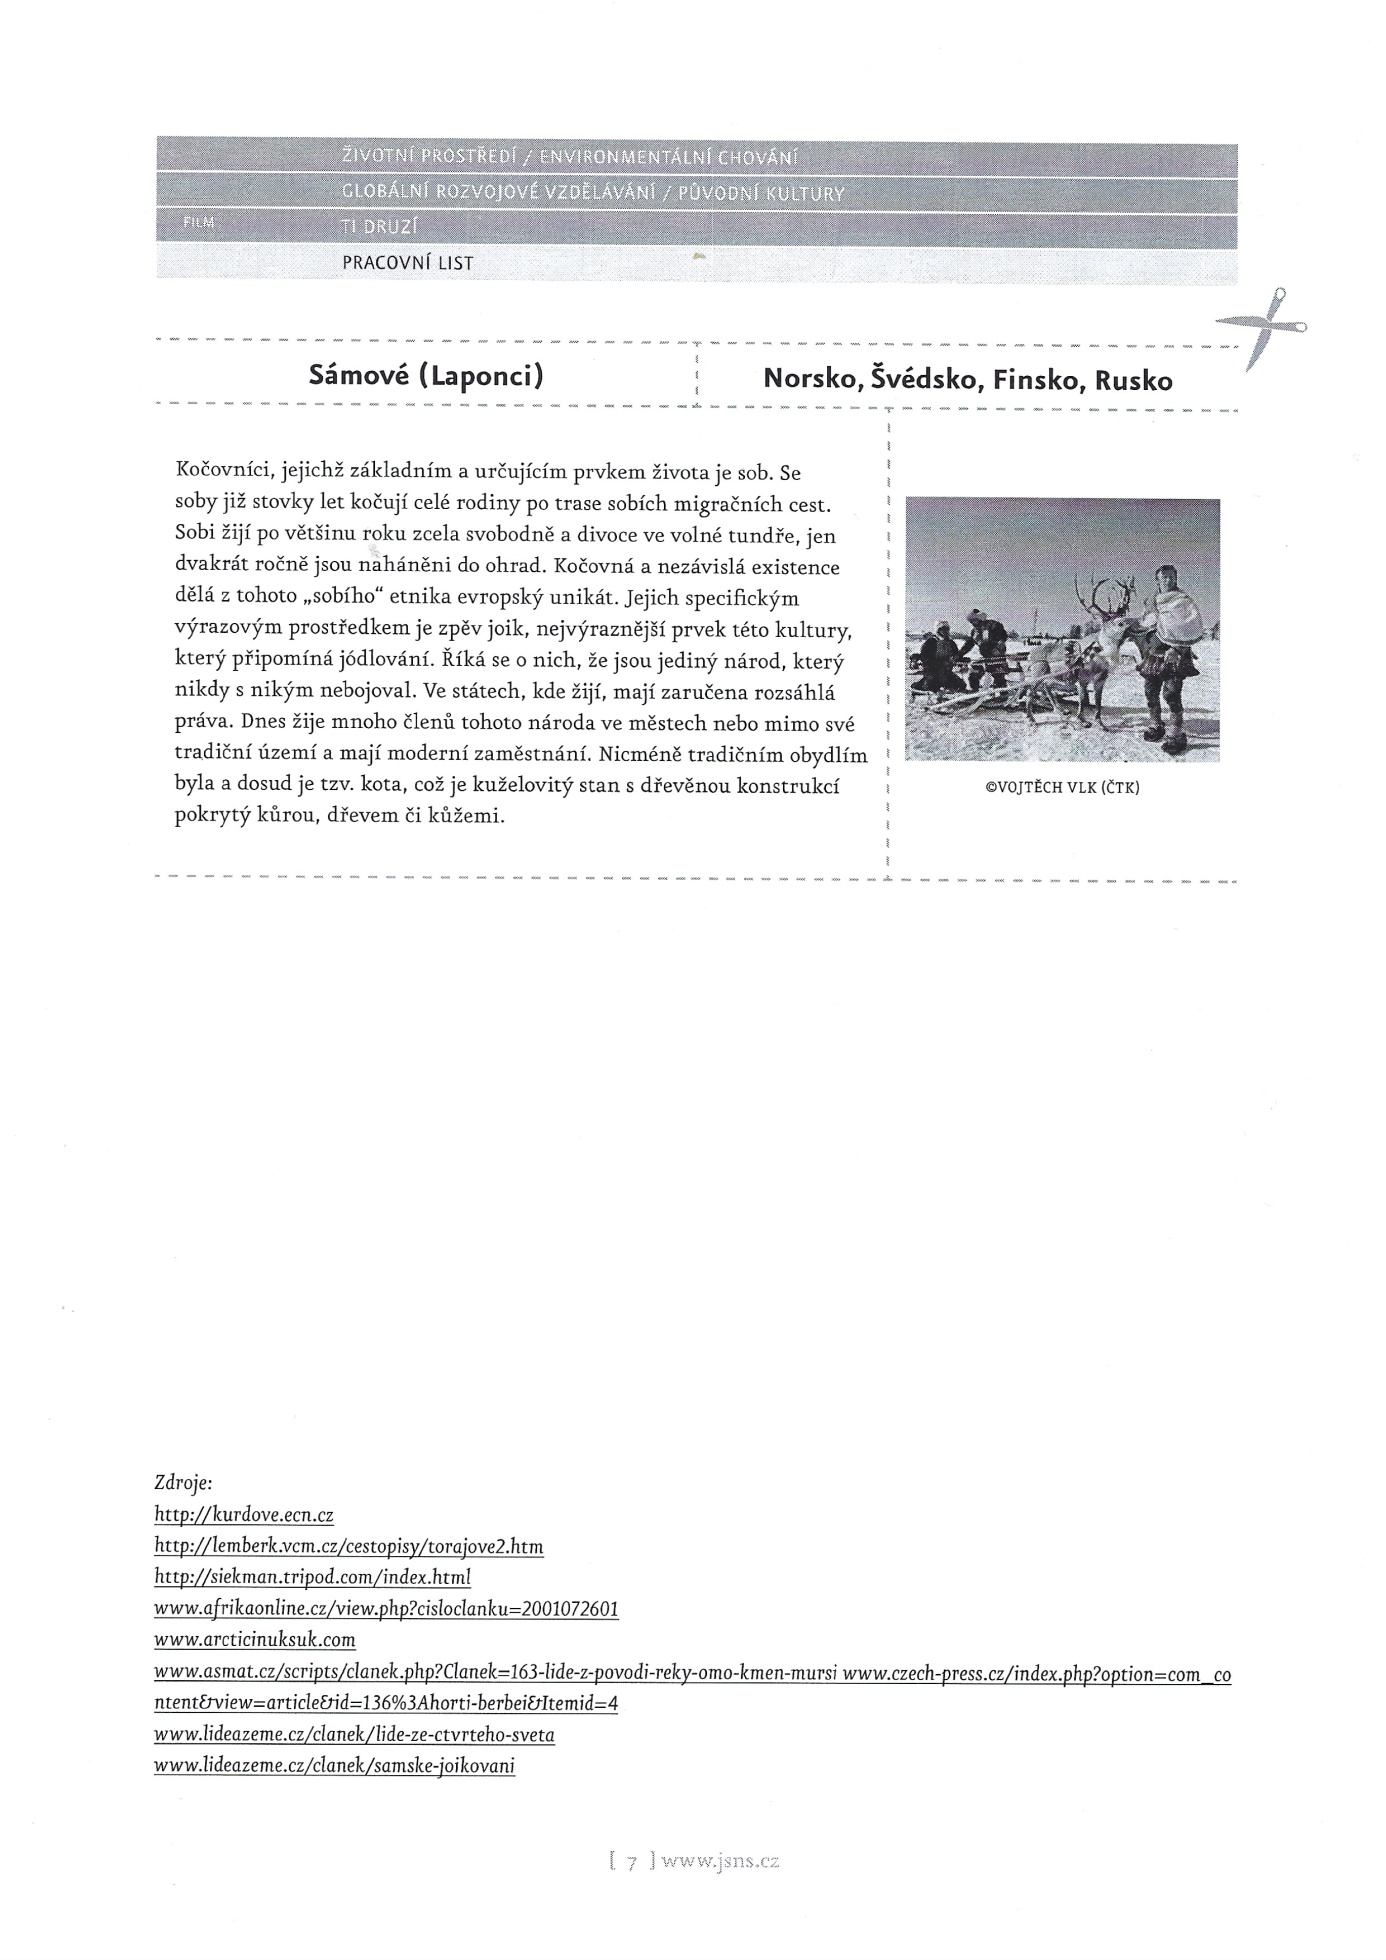 ŽIVOTNÍ PROSTŘEDÍ / ENVIRONMENTÁLNÍ CHOVÁNÍ
GLOBÁLNÍ ROZVOJOVÉ VZDĚLÁVÁNÍ / PŮVODNÍ KULTURY
FILM TI DRUZÍ
PRACOVNÍ LIST
Sámové (Laponci)
Norsko, Švédsko, Finsko, Rusko
Kočovníci, jejichž základním a určujícím prvkem života je sob. Se
soby již stovky let kočují celé rodiny po trase sobích migračních cest.
Sobi žijí po většinu roku zcela svobodně a divoce ve volné tundře, jen
dvakrát ročně jsou naháněni do ohrad. Kočovná a nezávislá existence
dělá z tohoto „sobího“ etnika evropský unikát. Jejich specifickým
výrazovým prostředkem je zpěv joik, nejvýraznější prvek této kultury,
který připomíná jódlování. Říká se o nich, že jsou jediný národ, který
nikdy s nikým nebojoval. Ve státech, kde žijí, mají zaručena rozsáhlá
práva. Dnes žije mnoho členů tohoto národa ve městech nebo mimo své
tradiční území a mají moderní zaměstnání. Nicméně tradičním obydlím
byla a dosud je tzv. kota, což je kuželovitý stan s dřevěnou konstrukcí
pokrytý kůrou, dřevem či kůžemi.
©VOJTĚCH VLK (ČTK)
Zdroje:
http://kurdove.ecn.cz
http://lemberk.vcm.cz/cestopisy/torajove2.htm
http://siekman.tripod.com/index.html
www.afrikaonline.cz/view.php?cisloclanku=2001072601
www.arcticinuksuk.com
www.asmat.cz/scripts/clanek.php?Clanek=163-lide-z-povodi-reky-omo-kmen-mursi www.czech-press.cz/index.php?option=com_co
ntent&view=article&id=136%3Ahorti-berbei&Itemid=4
www.lideazeme.cz/clanek/lide-ze-ctvrteho-sveta
www.lideazeme.cz/clanek/samske-joikovani
[ 7 ] www.jsns.cz